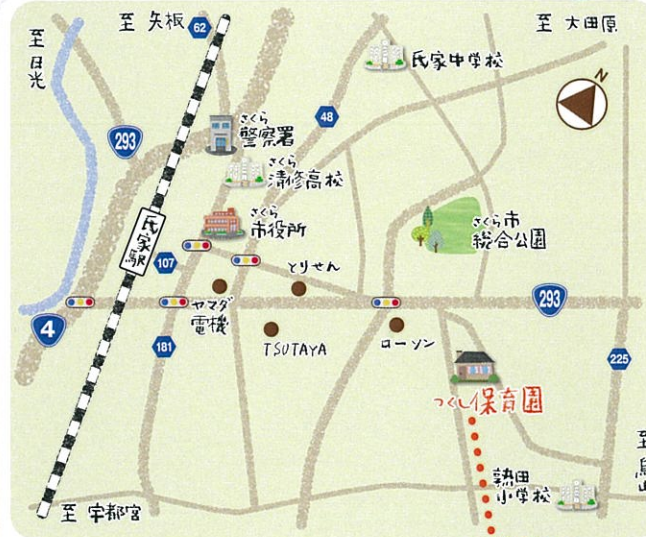 至 矢板
62
至 大田原
至日光
氏家中学校
N
48
293
さくら
警察署
さくら
清修高校
さくら
市役所
さくら市
総合公園
氏家駅
107
とりせん
293
4
ヤマダ
電機
181
TSUTAYA
ローソン
225
つくし保育園
至烏山
熟田
小学校
至 宇都宮